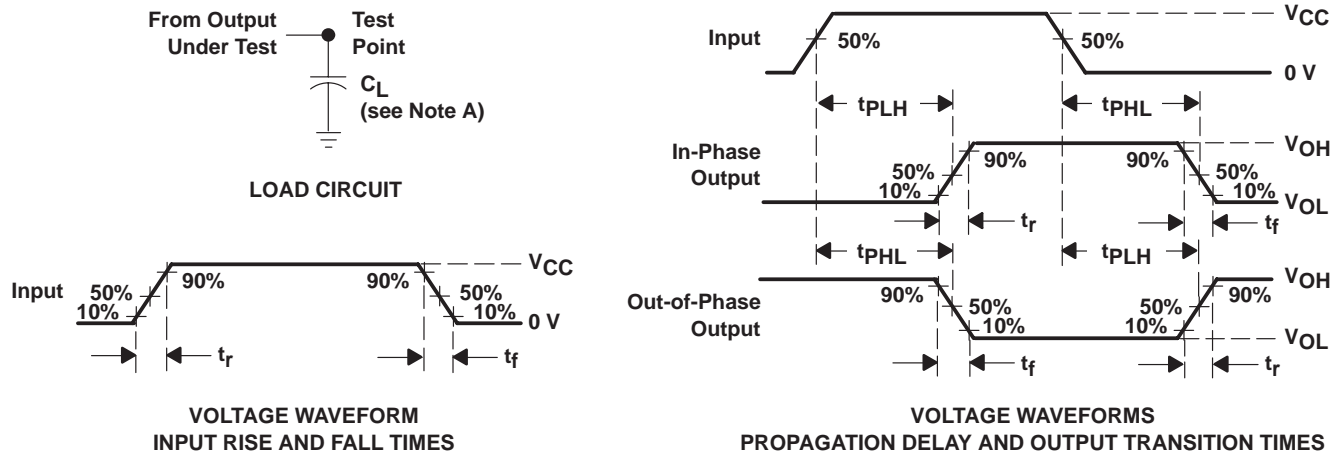 From Output
Under Test
Test
Point
CL
(see Note A)
LOAD CIRCUIT
Input
50%
10%
90%
90%
50%
10%
VCC
0 V
tr
tf
VOLTAGE WAVEFORM
INPUT RISE AND FALL TIMES
Input
50%
50%
VCC
0 V
tPLH
tPHL
In-Phase
Output
50%
10%
90%
90%
50%
10%
VOH
VOL
tr
tf
tPHL
tPLH
Out-of-Phase
Output
90%
50%
10%
50%
10%
90%
VOH
VOL
tf
tr
VOLTAGE WAVEFORMS
PROPAGATION DELAY AND OUTPUT TRANSITION TIMES